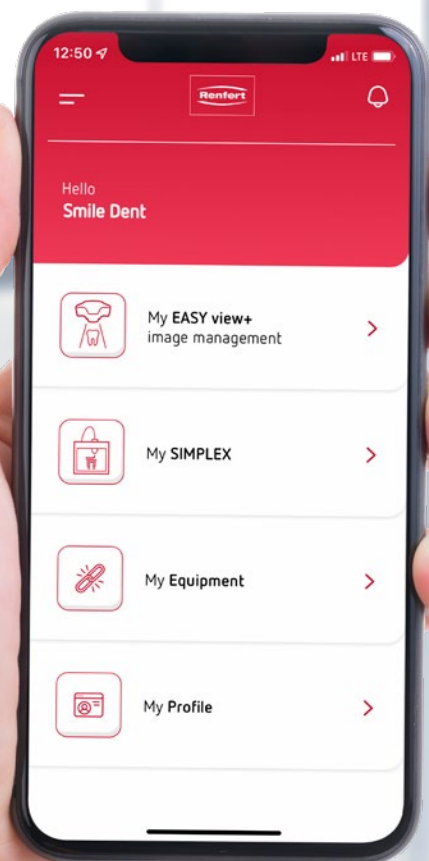 12:50
LTE
Renfert
Hello
Smile Dent
My EASY view+
image management
My SIMPLEX
My Equipment
My Profile